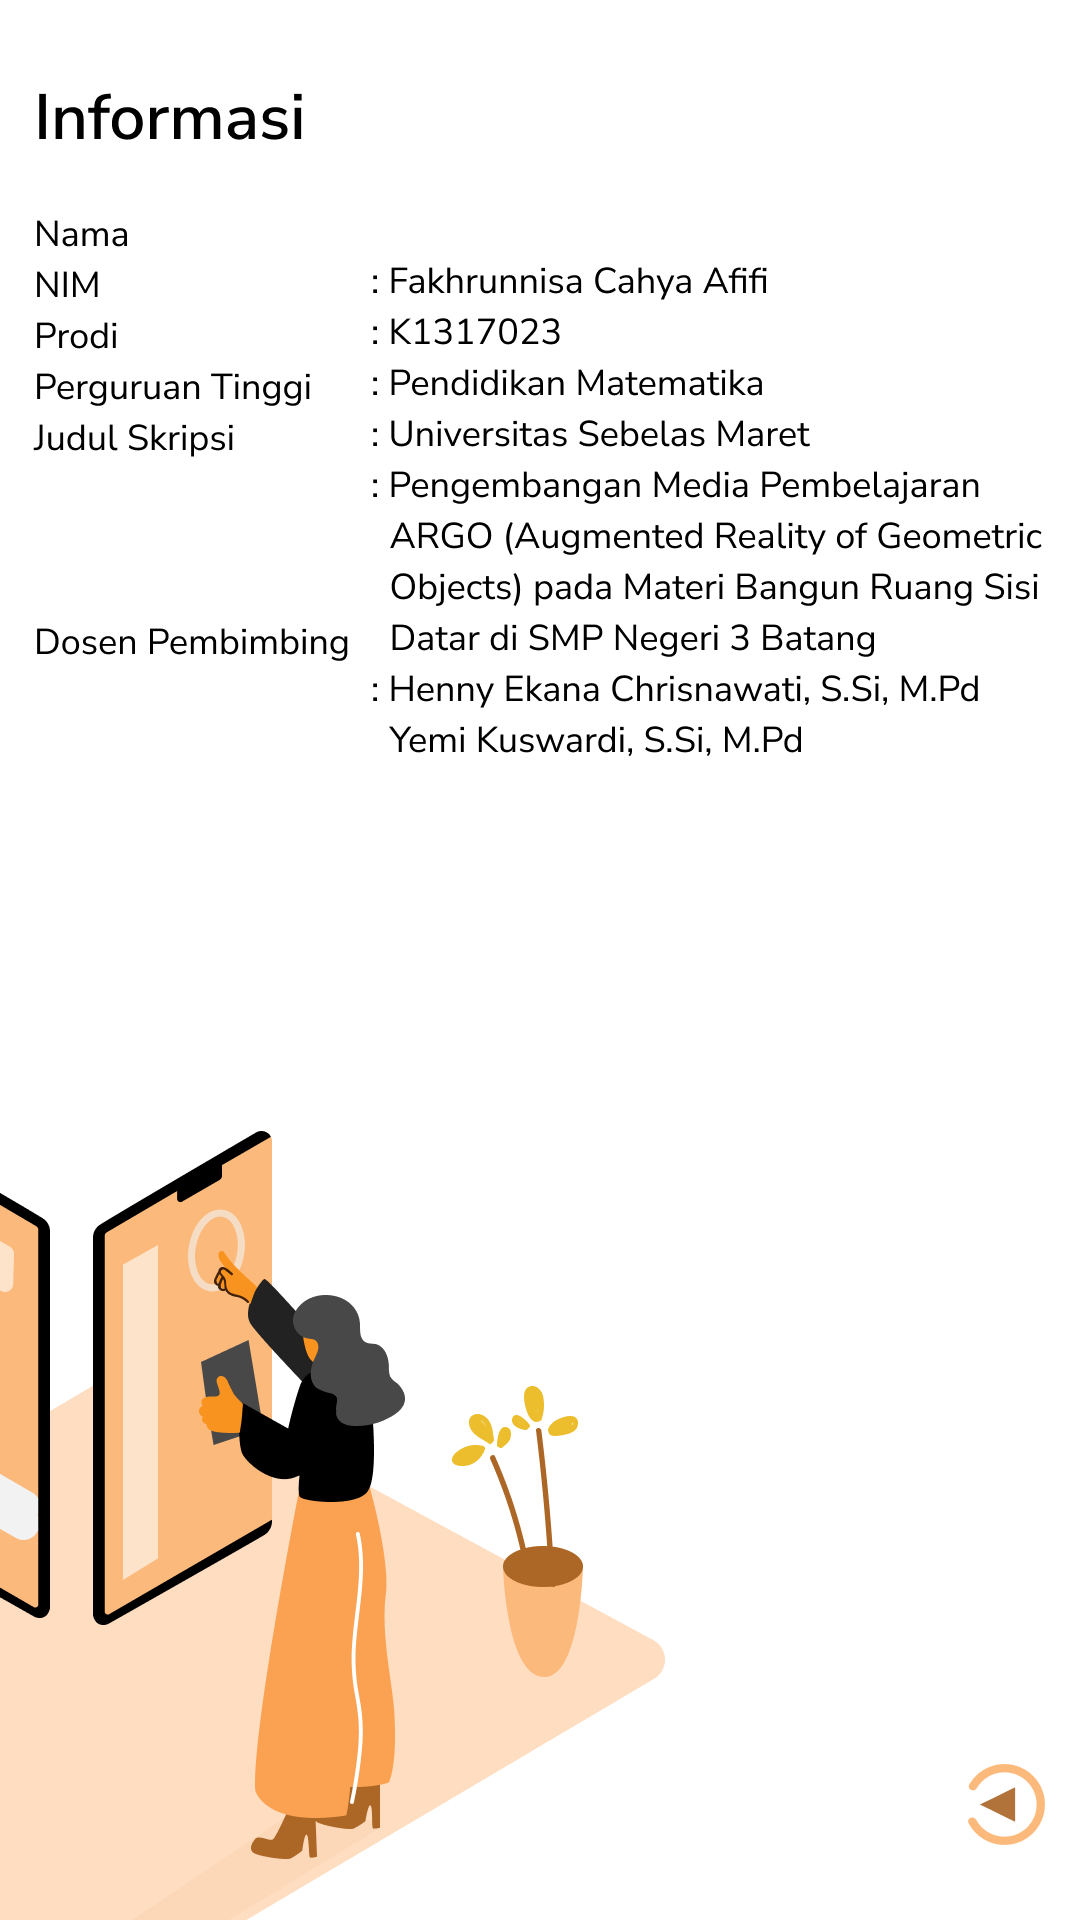 Informasi
Nama
: Fakhrunnisa Cahya Afifi
NIM
: K1317023
Prodi
: Pendidikan Matematika
Perguruan Tinggi
: Universitas Sebelas Maret
Judul Skripsi
: Pengembangan Media Pembelajaran
ARGO (Augmented Reality of Geometric
Objects) pada Materi Bangun Ruang Sisi
Datar di SMP Negeri 3 Batang
Dosen Pembimbing
: Henny Ekana Chrisnawati, S.Si, M.Pd
Yemi Kuswardi, S.Si, M.Pd